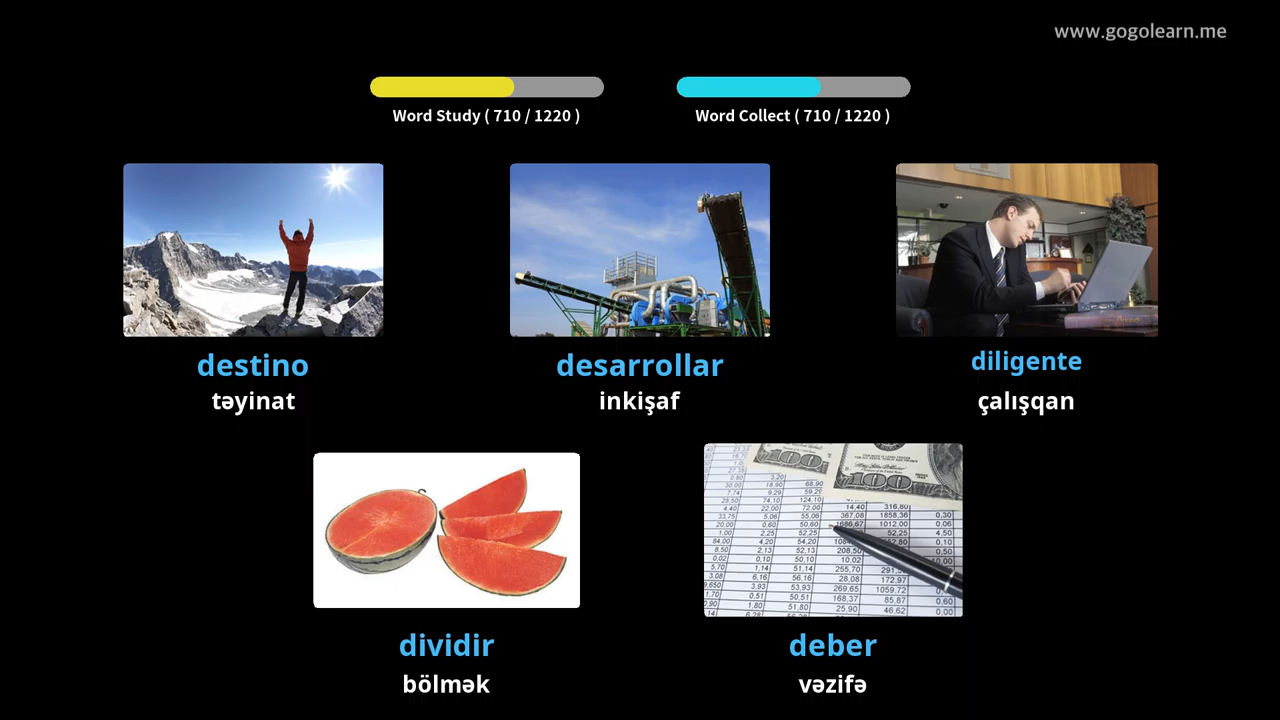 www.gogolearn.me
Word Study ( 710 / 1220 )
Word Collect ( 710 / 1220 )
destino
təyinat
desarrollar
inkişaf
diligente
çalışqan
dividir
bölmək
deber
vəzifə